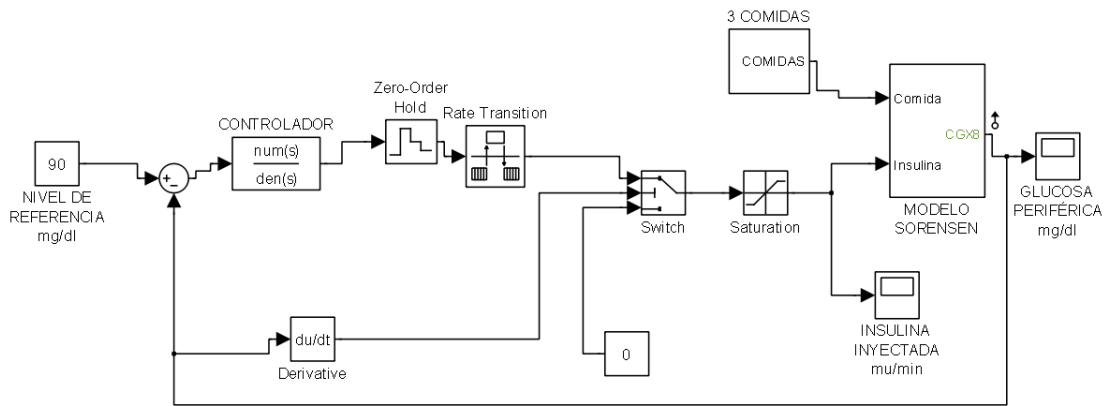 3 COMIDAS
COMIDAS
Comida
CGX8
Insulina
MODELO
SORENSEN
GLUCOSA
PERIFÉRICA
mg/dl
Zero-Order
Hold
Rate Transition
CONTROLADOR
num(s)
den(s)
90
NIVEL DE
REFERENCIA
mg/dl
+
−
Switch
Saturation
INSULINA
INYECTADA
mu/min
du/dt
Derivative
0